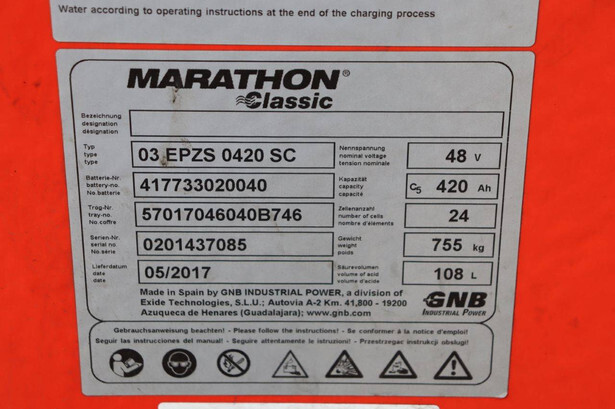 Water according to operating instructions at the end of the charging process
MARATHON®
Classic
Bezeichnung
designation
désignation
Typ
type
type
03 EPZS 0420 SC
Nennspannung
nominal voltage
tension nominale
48 V
Batterie-Nr.
battery-no.
No.batterie
417733020040
Kapazität
capacity
capacité
C5 420 Ah
Trog-Nr.
tray-no.
No.coffre
57017046040B746
Zellenanzahl
number of cells
nombre d'élements
24
Serien-Nr.
serial no
No.série
0201437085
Gewicht
weight
poids
755 kg
Lieferdatum
date
date
05/2017
Säurevolumen
volume of acid
volume d'acide
108 L
Made in Spain by GNB INDUSTRIAL POWER, a division of
Exide Technologies, S.L.U.; Autovia A-2 Km. 41,800 - 19200
Azuqueca de Henares (Guadalajara); www.gnb.com
GNB
INDUSTRIAL POWER
Gebrauchsanweisung beachten! - Please follow the instructions! - Se conformer à la notice d'emploi!
Seguir las instrucciones del manual! - Seguire attentamente le istruzioni! - Przestrzegac instrukcji obslugi!